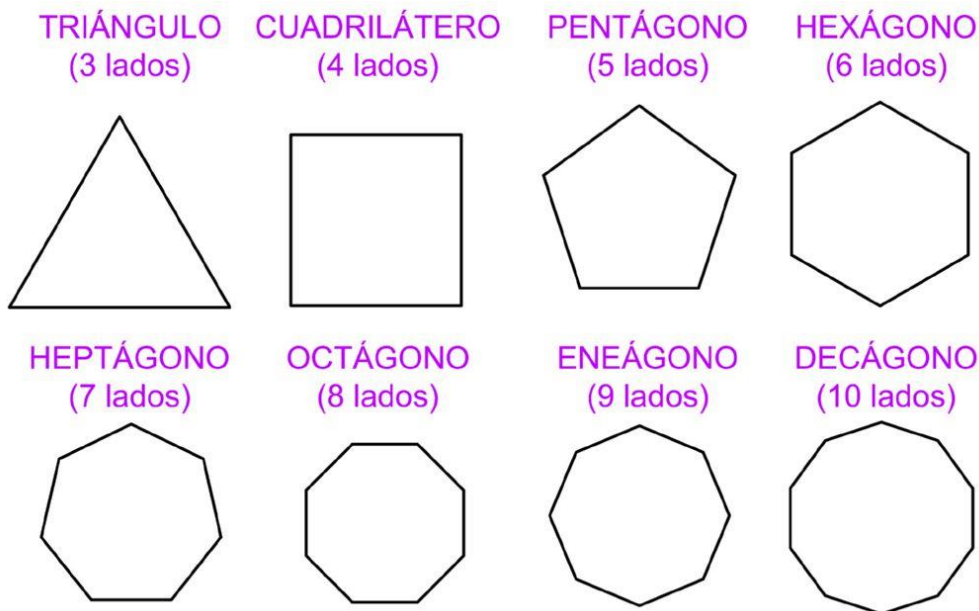 TRIÁNGULO
(3 lados)
CUADRILÁTERO
(4 lados)
PENTÁGONO
(5 lados)
HEXÁGONO
(6 lados)
HEPTÁGONO
(7 lados)
OCTÁGONO
(8 lados)
ENEÁGONO
(9 lados)
DECÁGONO
(10 lados)